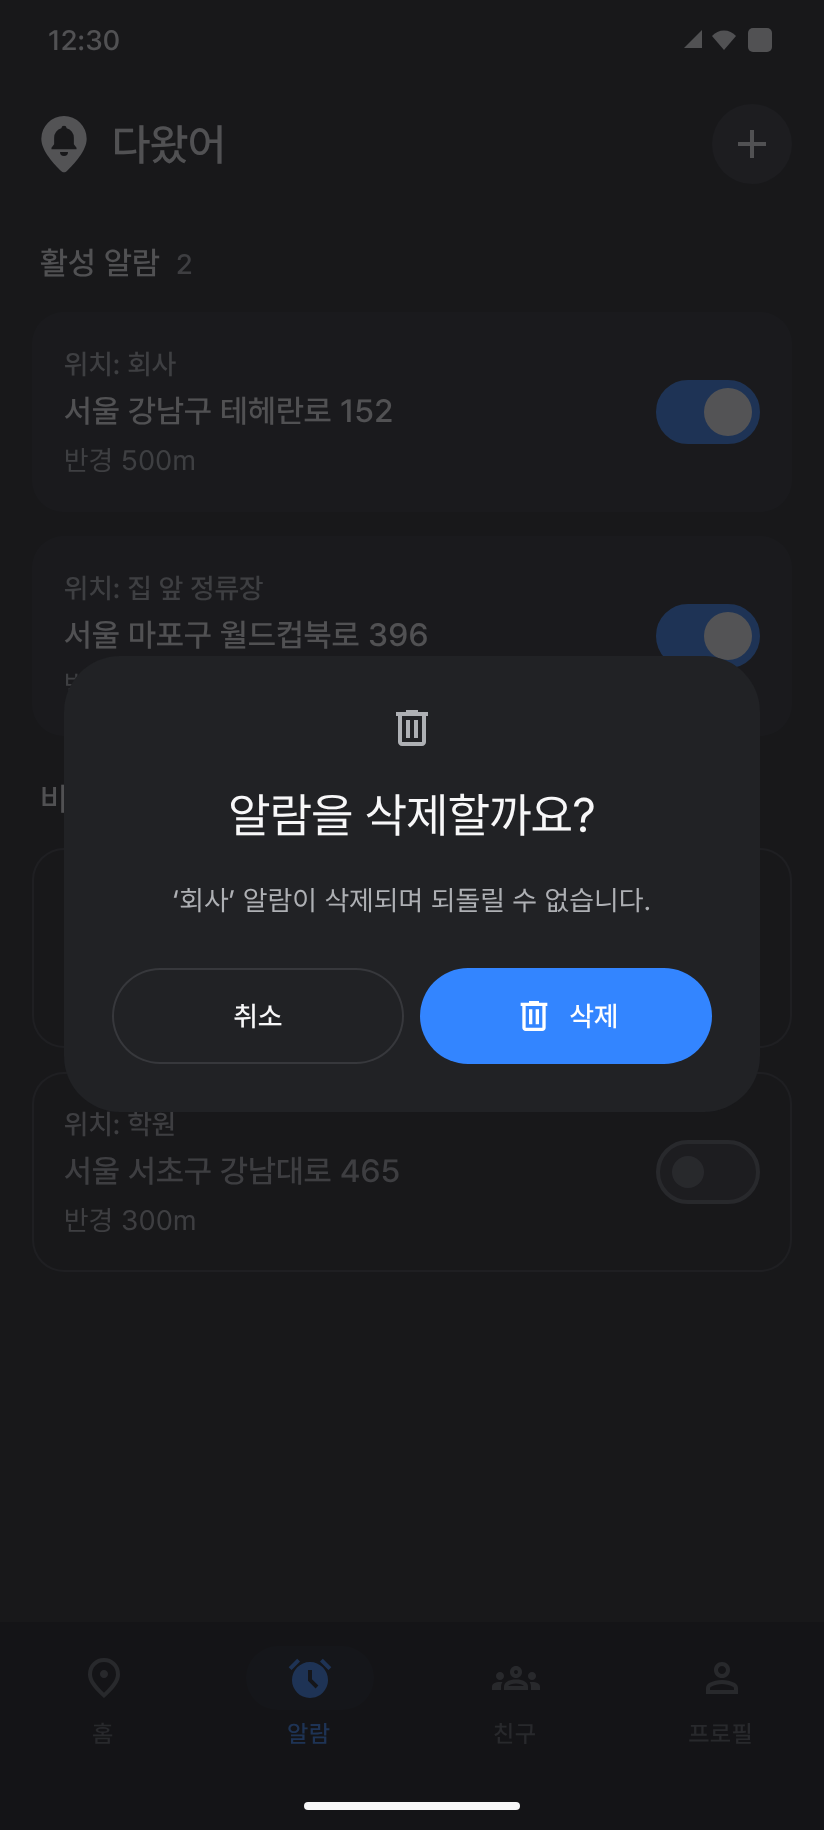 12:30
다왔어
활성 알람 2
위치: 회사
서울 강남구 테헤란로 152
반경 500m
위치: 집 앞 정류장
서울 마포구 월드컵북로 396
알람을 삭제할까요?
‘회사’ 알람이 삭제되며 되돌릴 수 없습니다.
취소
삭제
위치: 학원
서울 서초구 강남대로 465
반경 300m
홈
알람
친구
프로필